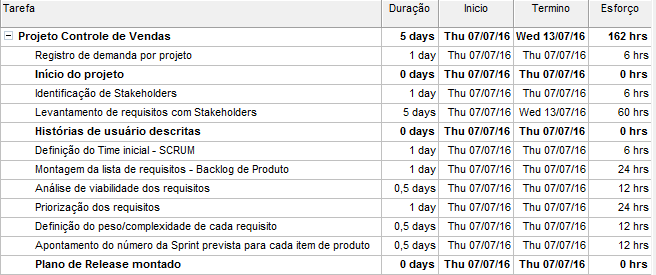 Tarefa Duração Inicio Termino Esforço
Projeto Controle de Vendas 5 days Thu 07/07/16 Wed 13/07/16 162 hrs
Registro de demanda por projeto 1 day Thu 07/07/16 Thu 07/07/16 6 hrs
Início do projeto 0 days Thu 07/07/16 Thu 07/07/16 0 hrs
Identificação de Stakeholders 1 day Thu 07/07/16 Thu 07/07/16 6 hrs
Levantamento de requisitos com Stakeholders 5 days Thu 07/07/16 Wed 13/07/16 60 hrs
Histórias de usuário descritas 0 days Thu 07/07/16 Thu 07/07/16 0 hrs
Definição do Time inicial - SCRUM 1 day Thu 07/07/16 Thu 07/07/16 6 hrs
Montagem da lista de requisitos - Backlog de Produto 1 day Thu 07/07/16 Thu 07/07/16 24 hrs
Análise de viabilidade dos requisitos 0,5 days Thu 07/07/16 Thu 07/07/16 12 hrs
Priorização dos requisitos 1 day Thu 07/07/16 Thu 07/07/16 24 hrs
Definição do peso/complexidade de cada requisito 0,5 days Thu 07/07/16 Thu 07/07/16 12 hrs
Apontamento do número da Sprint prevista para cada item de produto 0,5 days Thu 07/07/16 Thu 07/07/16 12 hrs
Plano de Release montado 0 days Thu 07/07/16 Thu 07/07/16 0 hrs